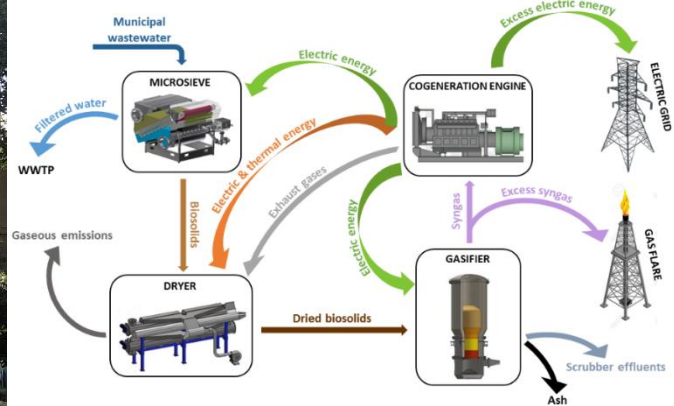 Municipal
wastewater
MICROSIEVE
Filtered water
WWTP
Electric energy
COGENERATION ENGINE
Excess electric energy
ELECTRIC GRID
Electric & thermal energy
Exhaust gases
Biosolids
Gaseous emissions
DRYER
Electric energy
Syngas
Excess syngas
GASIFIER
GAS FLARE
Dried biosolids
Scrubber effluents
Ash